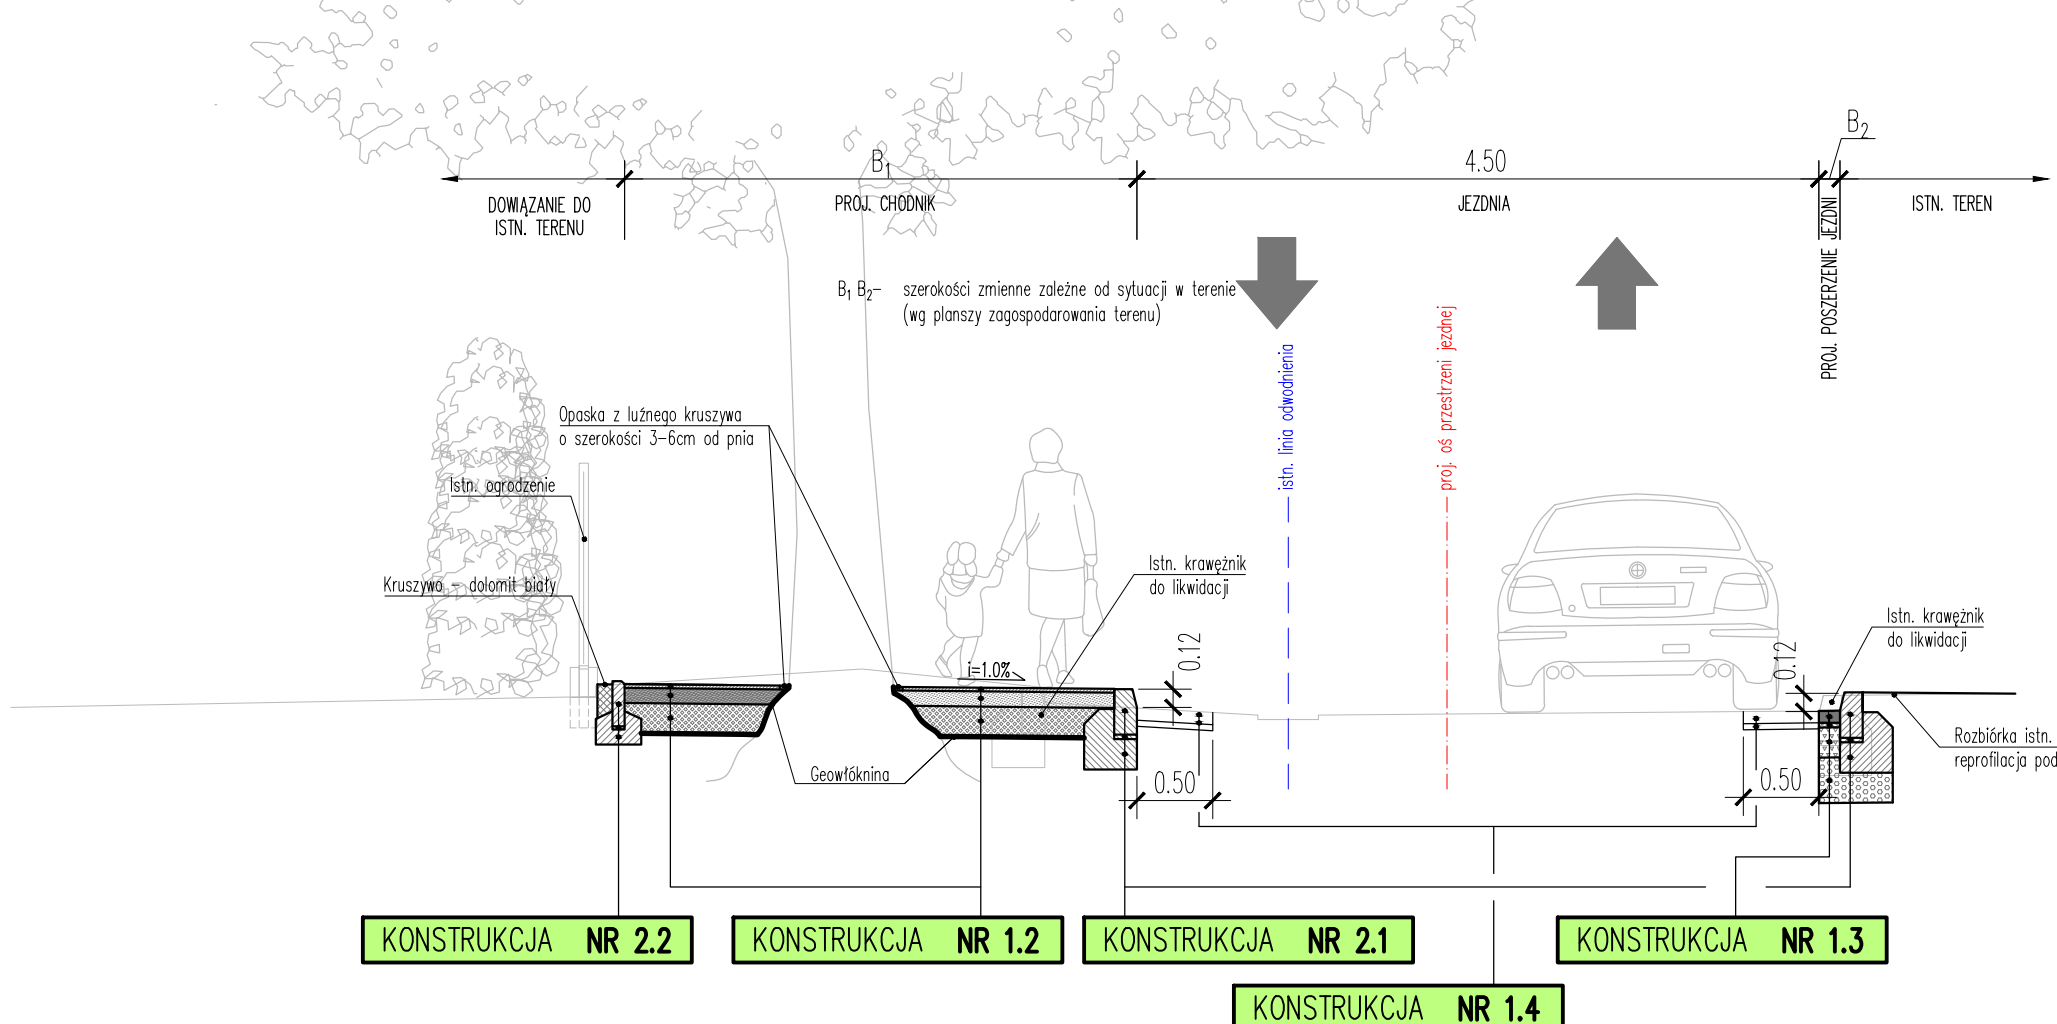 B₂
B₁
4.50
DOWIĄZANIE DO
ISTN. TERENU
PROJ. CHODNIK
JEZDNIA
PROJ. POSZERZENIE JEZDNI
ISTN. TEREN
B₁ B₂– szerokości zmienne zależne od sytuacji w terenie
(wg planszy zagospodarowania terenu)
istn. linia odwodnienia
proj. oś przestrzeni jezdnej
Opaska z luźnego kruszywa
o szerokości 3–6cm od pnia
Istn. ogrodzenie
Kruszywo – dolomit biały
Istn. krawężnik
do likwidacji
i=1.0%
0.12
0.12
Istn. krawężnik
do likwidacji
Rozbiórka istn.
reprofilacja pod
Geowłóknina
0.50
0.50
KONSTRUKCJA NR 2.2
KONSTRUKCJA NR 1.2
KONSTRUKCJA NR 2.1
KONSTRUKCJA NR 1.3
KONSTRUKCJA NR 1.4